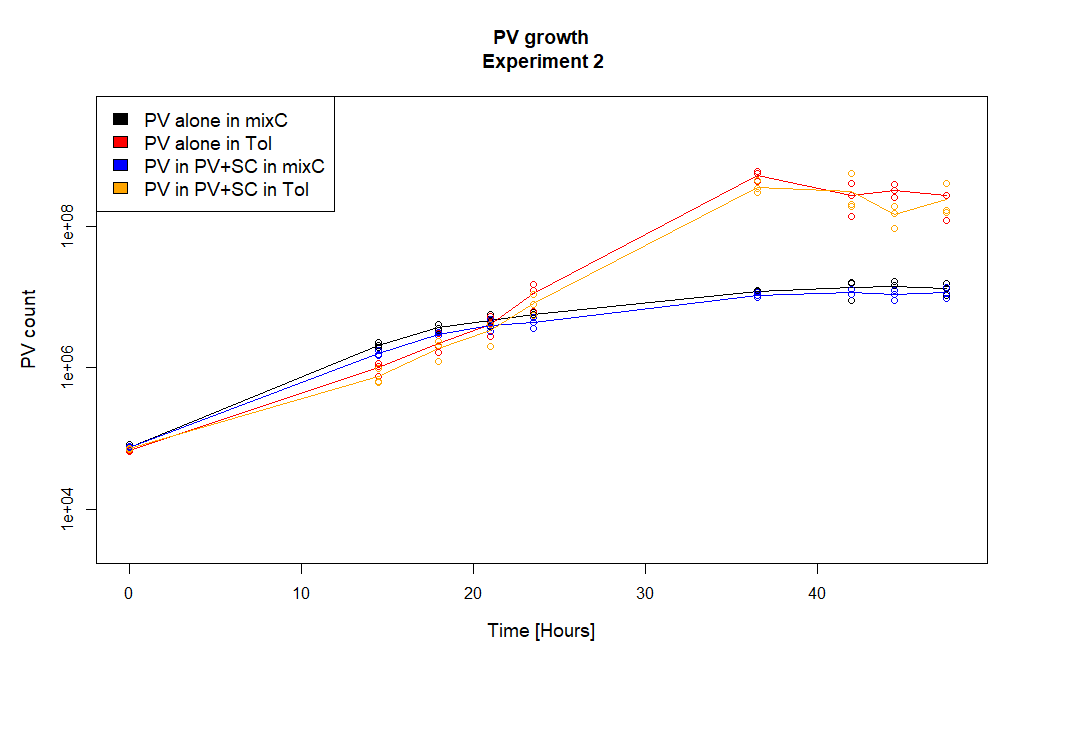 PV growth
Experiment 2
PV alone in mixC
PV alone in Tol
PV in PV+SC in mixC
PV in PV+SC in Tol
PV count
1e+08
1e+06
1e+04
0 10 20 30 40
Time [Hours]